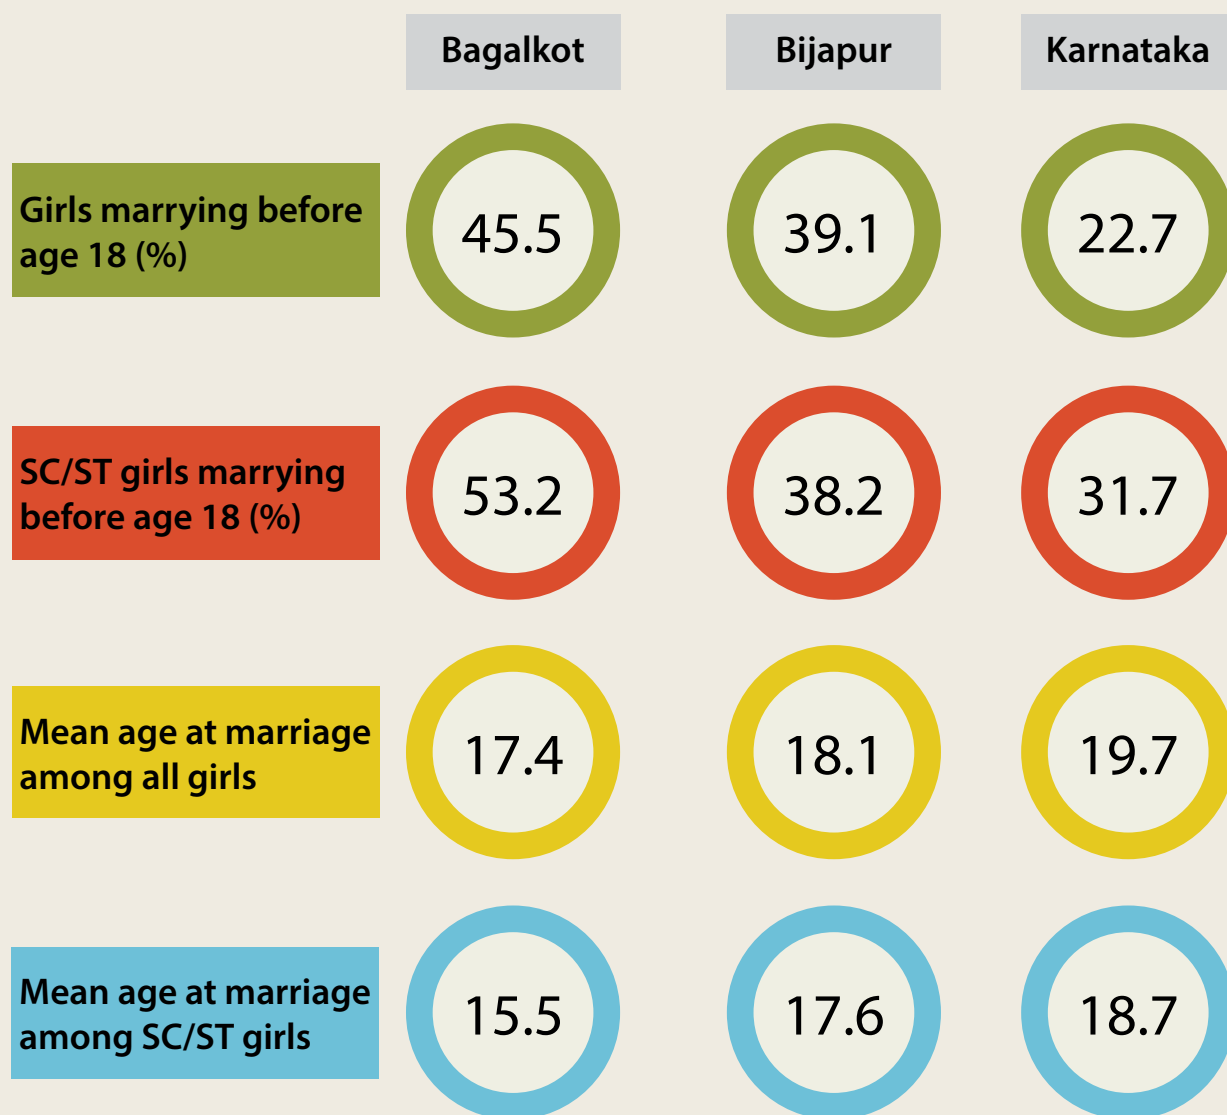 Bagalkot Bijapur Karnataka
Girls marrying before
age 18 (%)
45.5 39.1 22.7
SC/ST girls marrying
before age 18 (%)
53.2 38.2 31.7
Mean age at marriage
among all girls
17.4 18.1 19.7
Mean age at marriage
among SC/ST girls
15.5 17.6 18.7